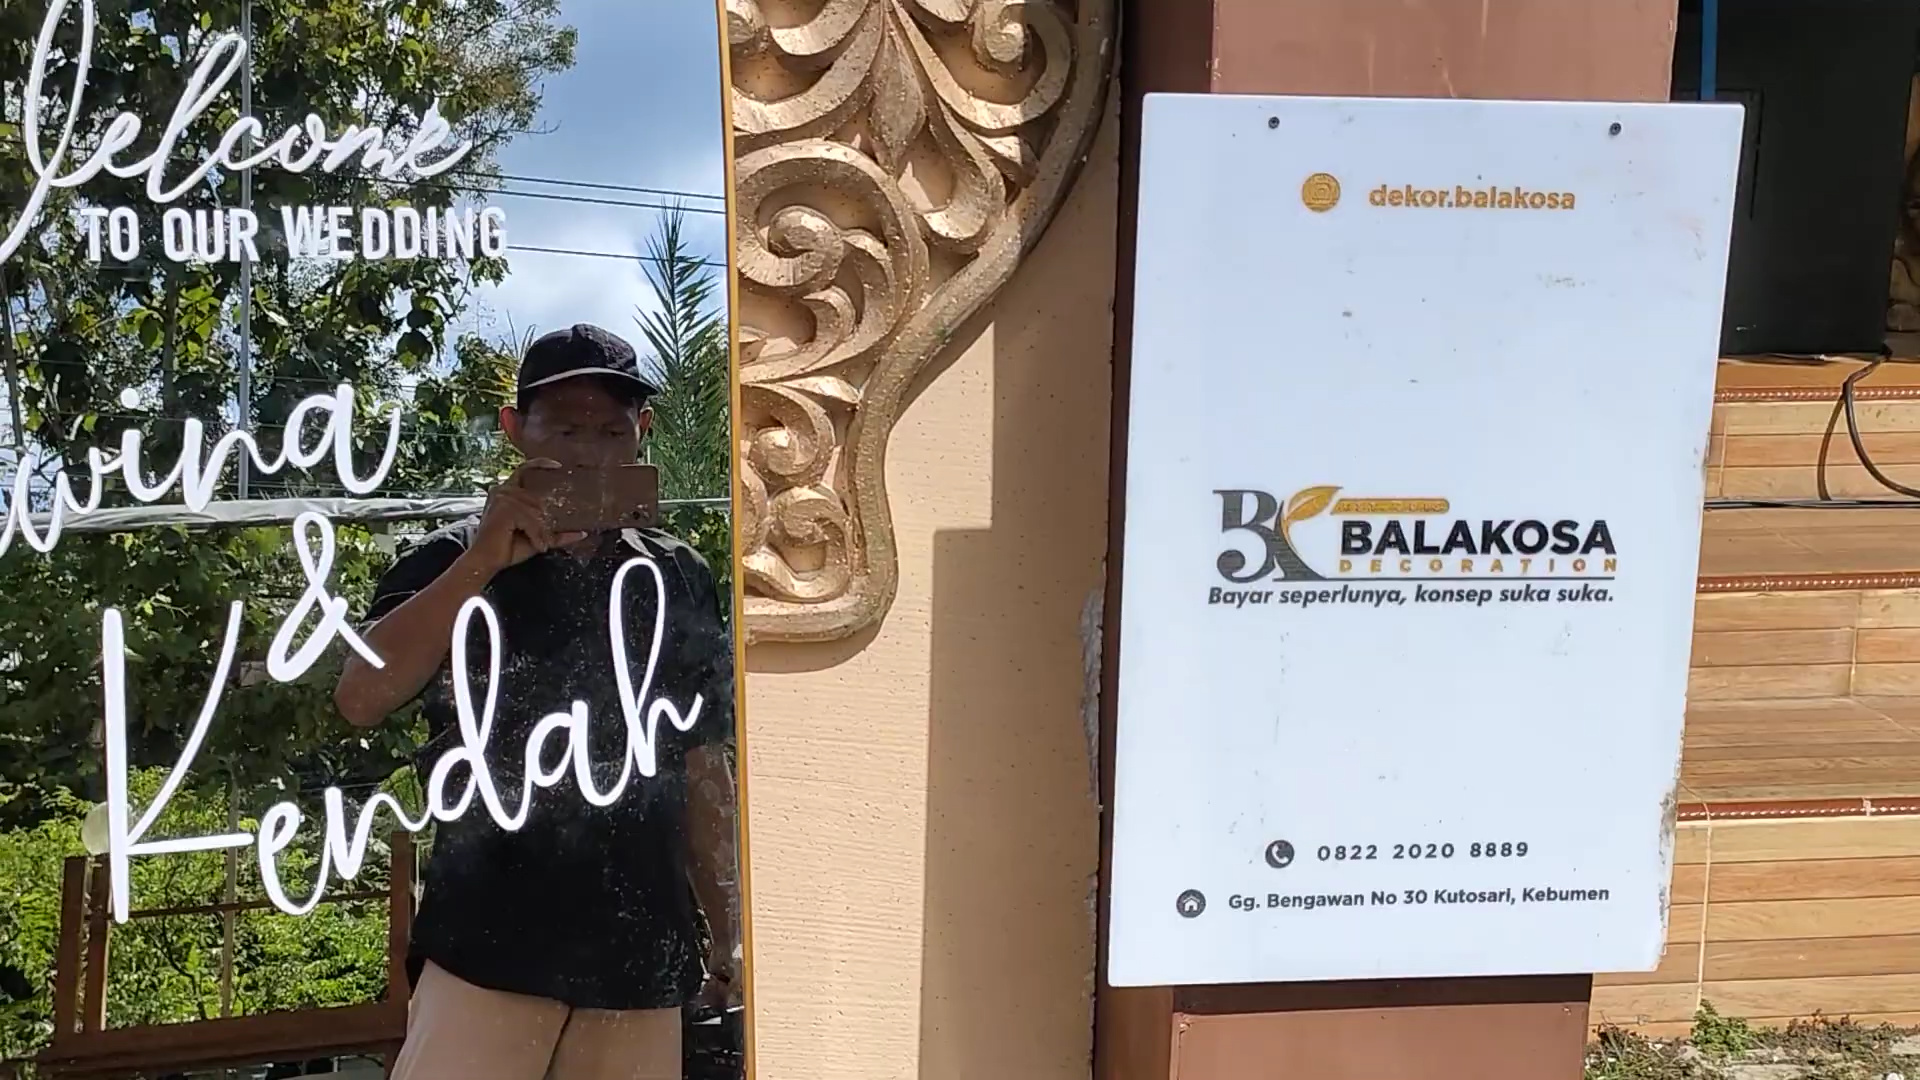 Welcome
TO OUR WEDDING
wina
&
Kendah
dekor.balakosa
BALAKOSA
DECORATION
Bayar seperlunya, konsep suka suka.
0822 2020 8889
Gg. Bengawan No 30 Kutosari, Kebumen